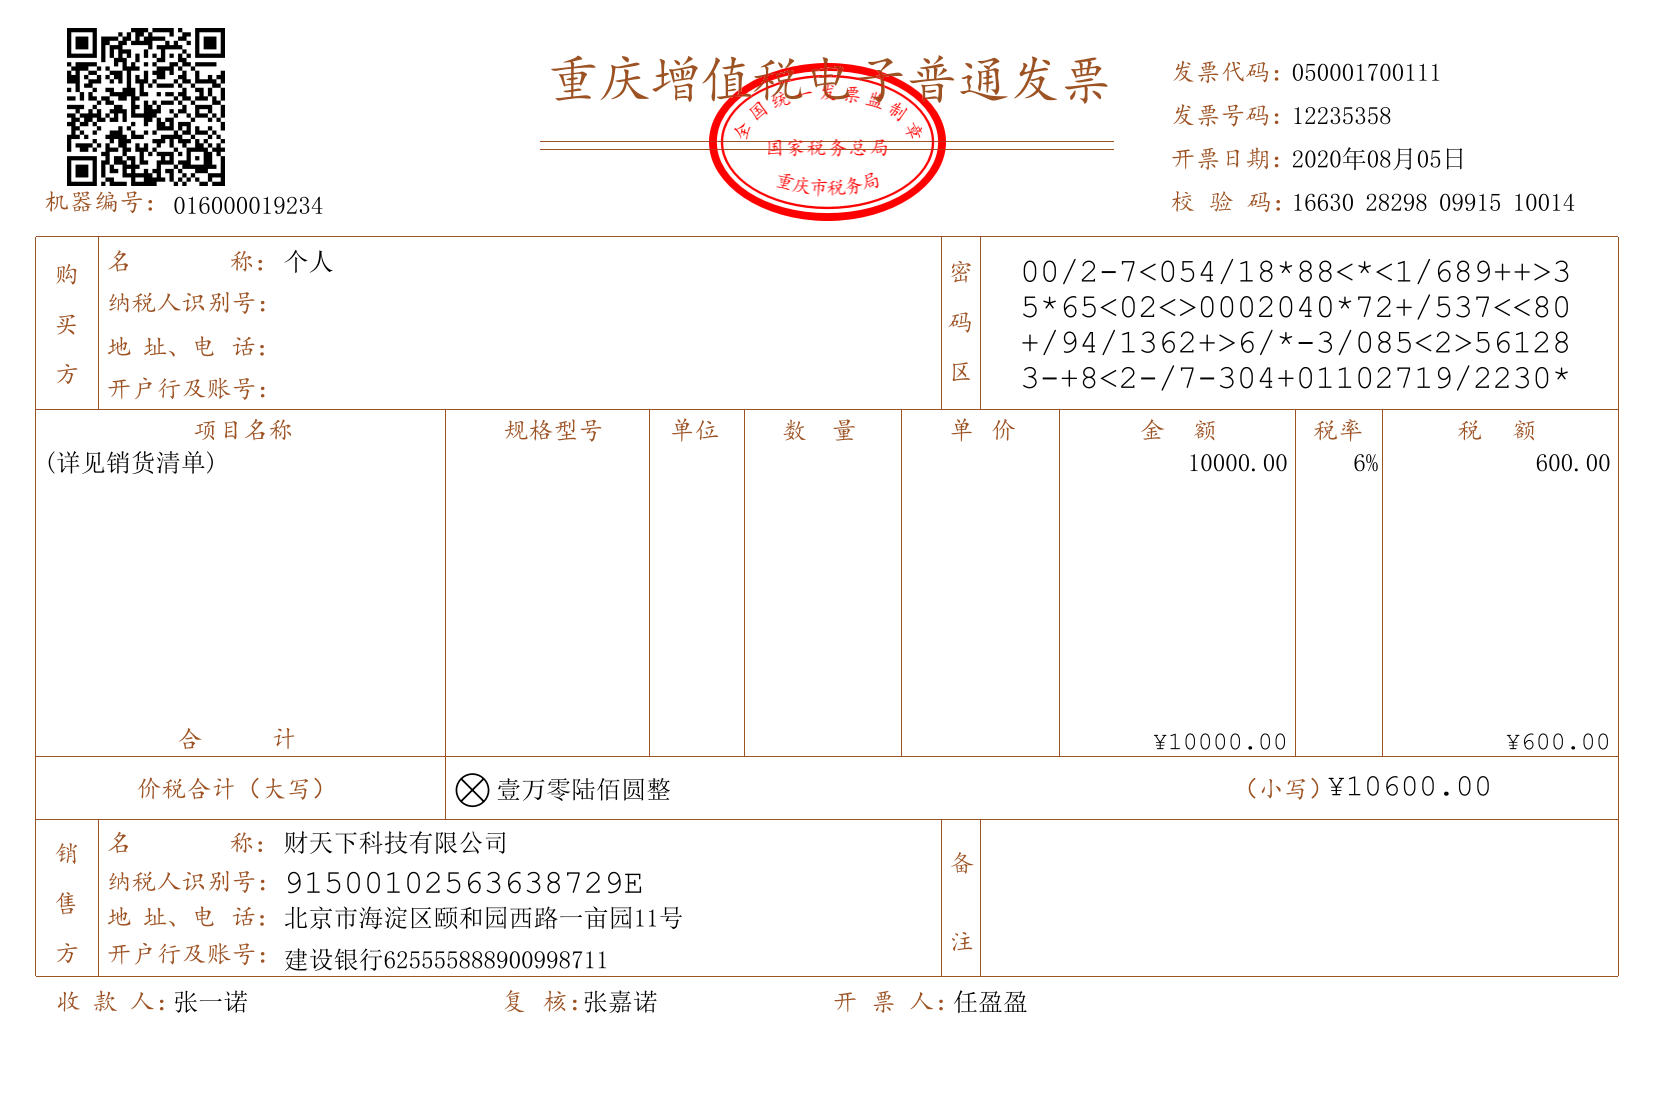 重庆增值税电子普通发票
全国统一发票监制章
国家税务总局
重庆市税务局
发票代码: 050001700111
发票号码: 12235358
开票日期: 2020年08月05日
校 验 码: 16630 28298 09915 10014
机器编号: 016000019234
购买方
名 称: 个人
纳税人识别号:
地 址、电 话:
开户行及账号:
密码区
00/2-7<054/18*88<*<1/689++>3
5*65<02<>0002040*72+/537<<80
+/94/1362+>6/*-3/085<2>56128
3-+8<2-/7-304+01102719/2230*
项目名称 规格型号 单位 数 量 单 价 金 额 税率 税 额
(详见销货清单) 10000.00 6% 600.00
合 计 ¥10000.00 ¥600.00
价税合计（大写） 壹万零陆佰圆整 （小写）¥10600.00
销售方
名 称: 财天下科技有限公司
纳税人识别号: 91500102563638729E
地 址、电 话: 北京市海淀区颐和园西路一亩园11号
开户行及账号: 建设银行625555888900998711
备注
收 款 人: 张一诺 复 核: 张嘉诺 开 票 人: 任盈盈